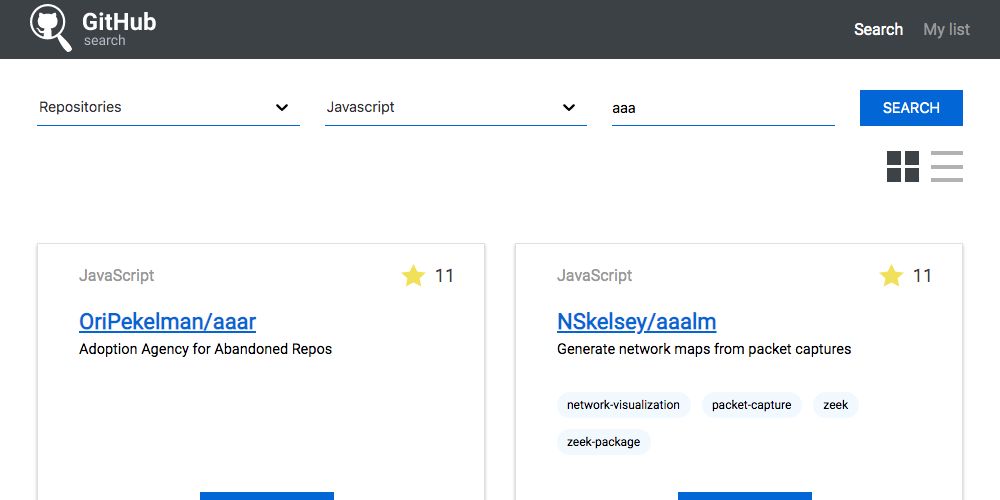 GitHub
search
Search
My list
Repositories
Javascript
aaa
SEARCH
JavaScript
11
OriPekelman/aaar
Adoption Agency for Abandoned Repos
JavaScript
11
NSkelsey/aaalm
Generate network maps from packet captures
network-visualization
packet-capture
zeek
zeek-package